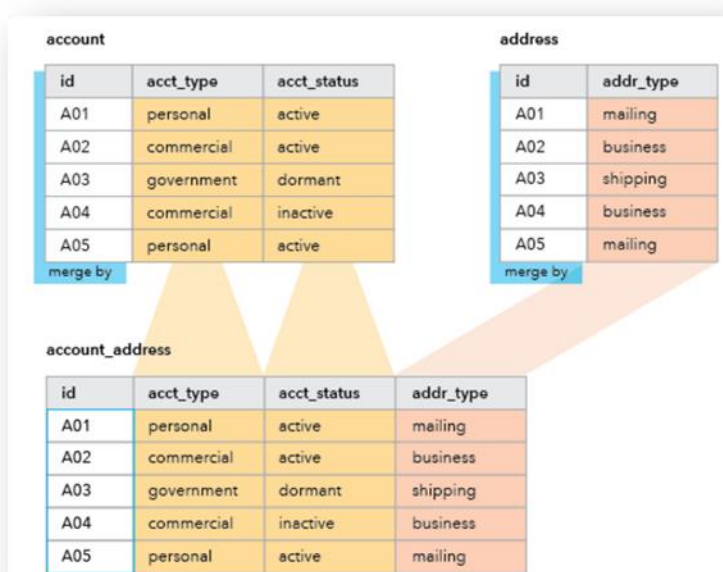 account
id acct_type acct_status
A01 personal active
A02 commercial active
A03 government dormant
A04 commercial inactive
A05 personal active
merge by
address
id addr_type
A01 mailing
A02 business
A03 shipping
A04 business
A05 mailing
merge by
account_address
id acct_type acct_status addr_type
A01 personal active mailing
A02 commercial active business
A03 government dormant shipping
A04 commercial inactive business
A05 personal active mailing